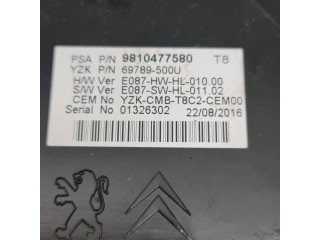 PSA P/N 9810477580 T8
YZK P/N 69789-500U
H/W Ver E087-HW-HL-010.00
S/W Ver E087-SW-HL-011.02
CEM No YZK-CMB-T8C2-CEM00
Serial No 01326302 22/08/2016